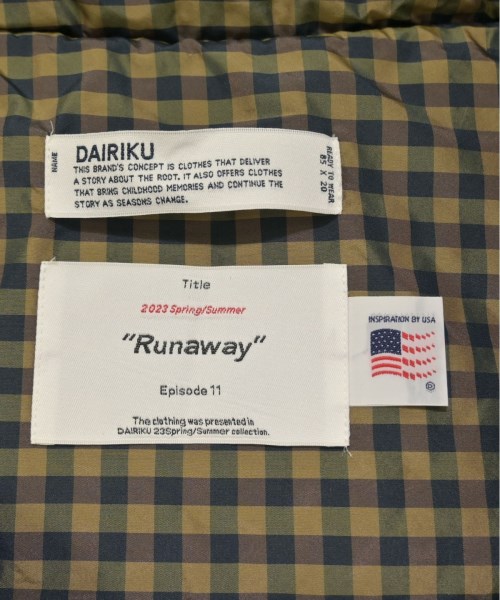 NAME
DAIRIKU
THIS BRAND'S CONCEPT IS CLOTHES THAT DELIVER
A STORY ABOUT THE ROOT. IT ALSO OFFERS CLOTHES
THAT BRING CHILDHOOD MEMORIES AND CONTINUE THE
STORY AS SEASONS CHANGE.
READY TO WEAR
85 X 20
Title
2023 Spring/Summer
"Runaway"
Episode 11
The clothing was presented in
DAIRIKU 23Spring/Summer collection.
INSPIRATION BY USA